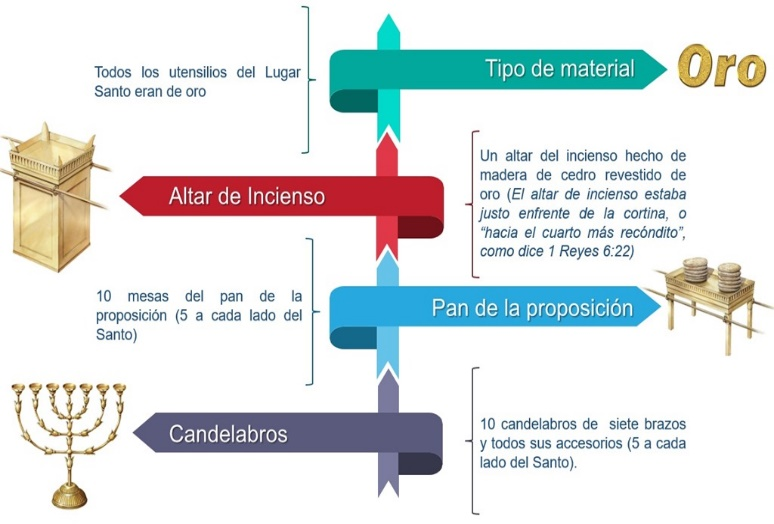 Todos los utensilios del Lugar
Santo eran de oro
Tipo de material
Oro
Altar de Incienso
Un altar del incienso hecho de
madera de cedro revestido de
oro (El altar de incienso estaba
justo enfrente de la cortina, o
“hacia el cuarto más recóndito”,
como dice 1 Reyes 6:22)
10 mesas del pan de la
proposición (5 a cada lado del
Santo)
Pan de la proposición
Candelabros
10 candelabros de siete brazos
y todos sus accesorios (5 a cada
lado del Santo).